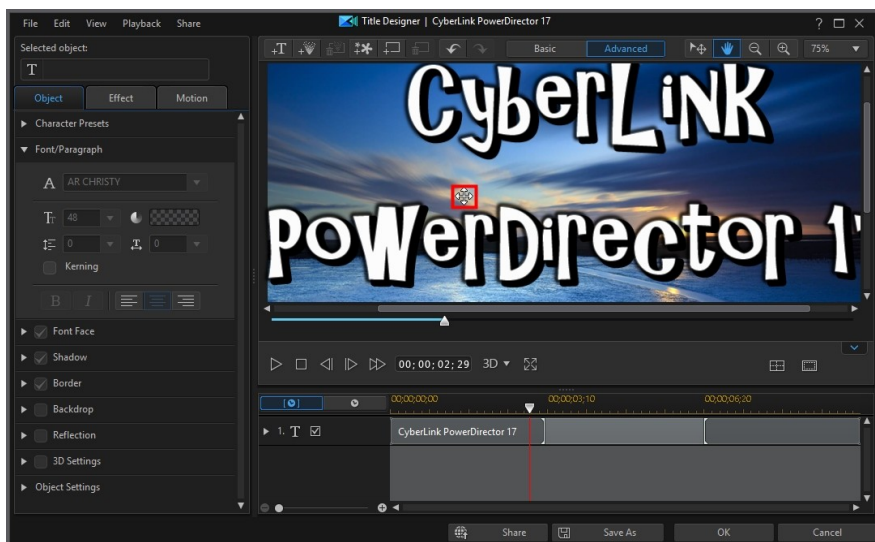 File Edit View Playback Share
Title Designer | CyberLink PowerDirector 17
?
Selected object:
T
T
Basic
Advanced
75%
Object Effect Motion
Character Presets
Font/Paragraph
A AR CHRISTY
48
0
0
Kerning
B I
Font Face
Shadow
Border
Backdrop
Reflection
3D Settings
Object Settings
CyberLink
PowerDirector 1
00;00;02;29 3D
00;00;00;00 00;00;03;10 00;00;06;20
1. T CyberLink PowerDirector 17
Share Save As OK Cancel